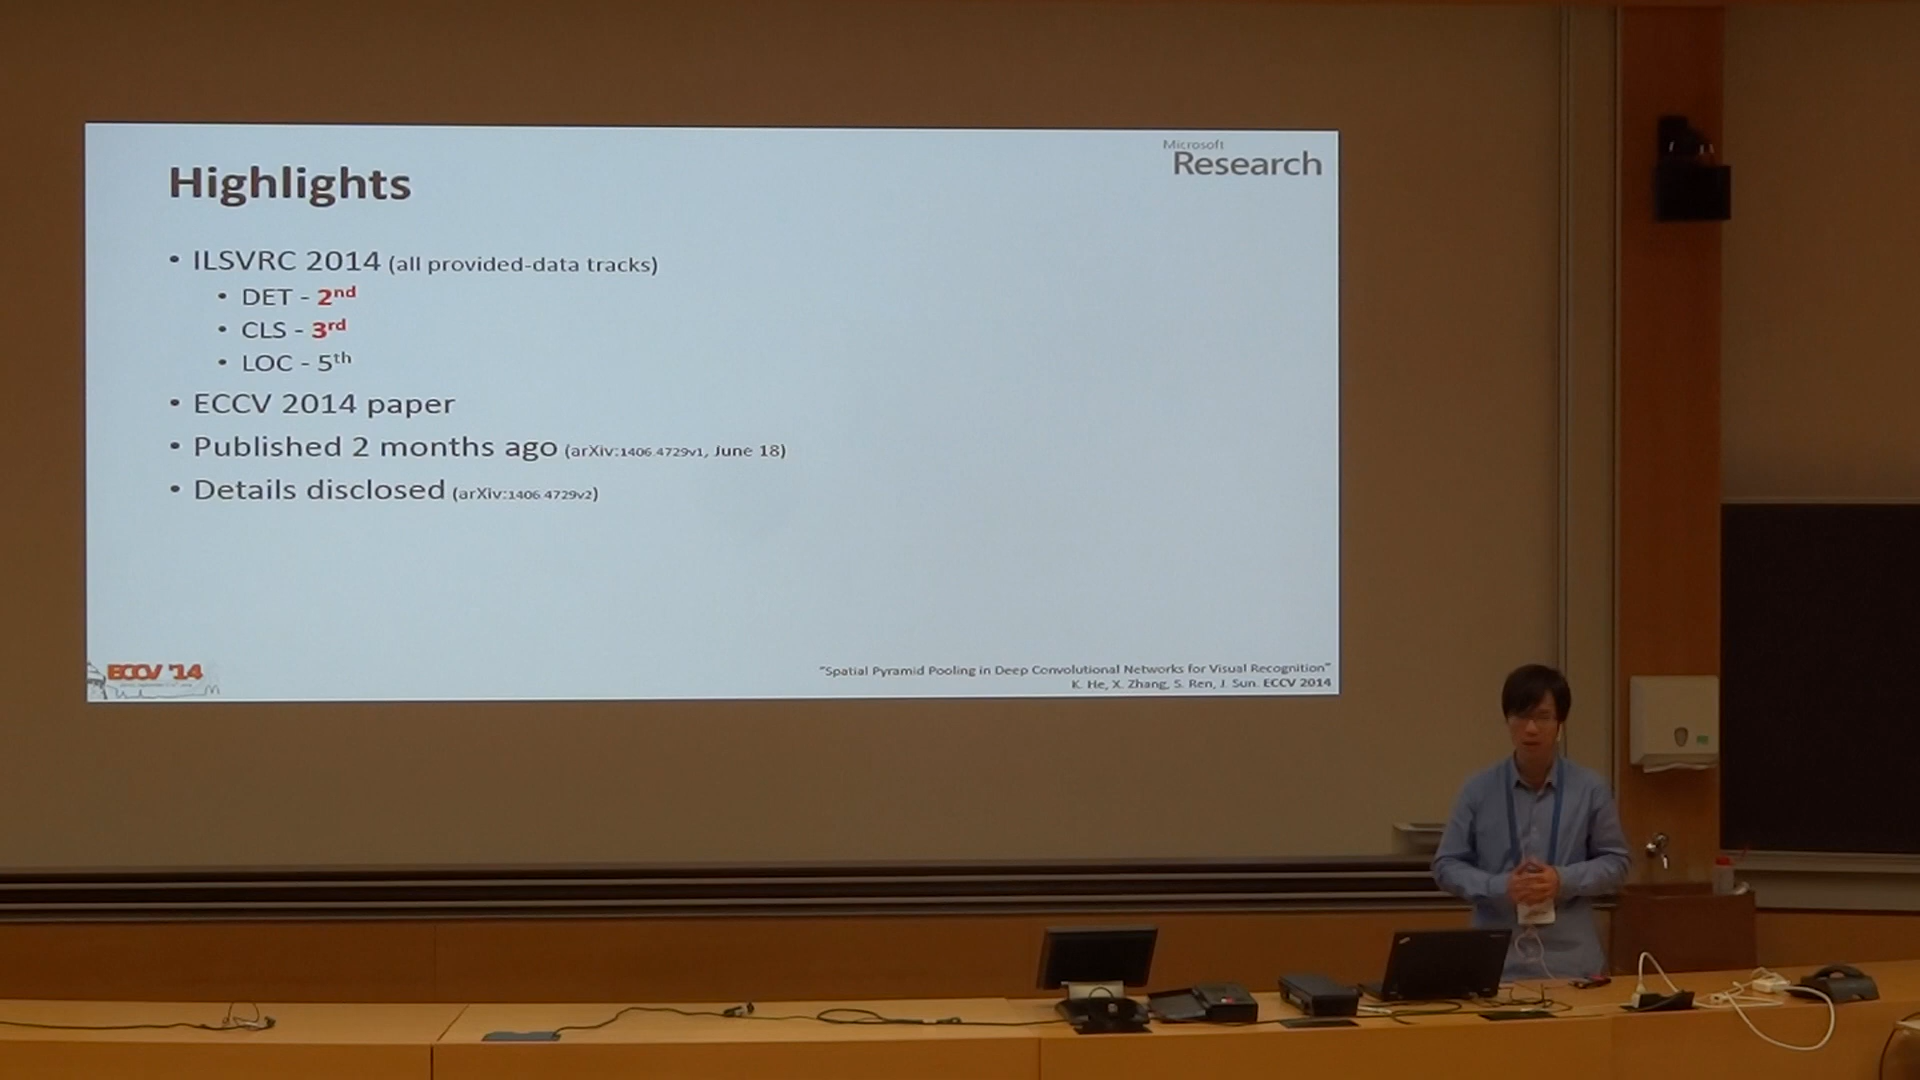 Microsoft
Research
Highlights
• ILSVRC 2014 (all provided-data tracks)
• DET - 2nd
• CLS - 3rd
• LOC - 5th
• ECCV 2014 paper
• Published 2 months ago (arXiv:1406.4729v1, June 18)
• Details disclosed (arXiv:1406.4729v2)
ECCV '14
"Spatial Pyramid Pooling in Deep Convolutional Networks for Visual Recognition"
K. He, X. Zhang, S. Ren, J. Sun. ECCV 2014